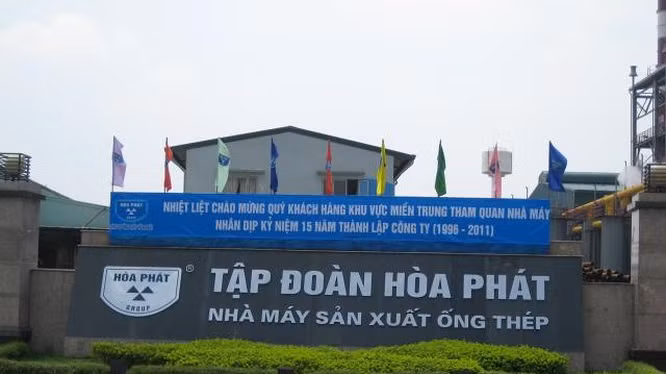 NHIỆT LIỆT CHÀO MỪNG QUÝ KHÁCH HÀNG KHU VỰC MIỀN TRUNG THAM QUAN NHÀ MÁY
NHÂN DỊP KỶ NIỆM 15 NĂM THÀNH LẬP CÔNG TY (1996 - 2011)
HÒA PHÁT
GROUP
®
TẬP ĐOÀN HÒA PHÁT
NHÀ MÁY SẢN XUẤT ỐNG THÉP